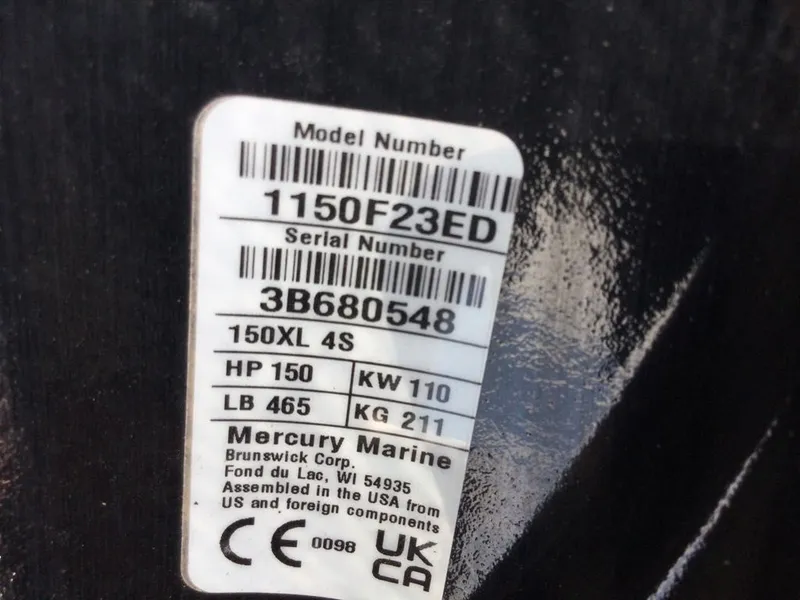 Model Number
1150F23ED
Serial Number
3B680548
150XL 4S
HP 150 KW 110
LB 465 KG 211
Mercury Marine
Brunswick Corp.
Fond du Lac, WI 54935
Assembled in the USA from
US and foreign components
CE 0098 UK
CA